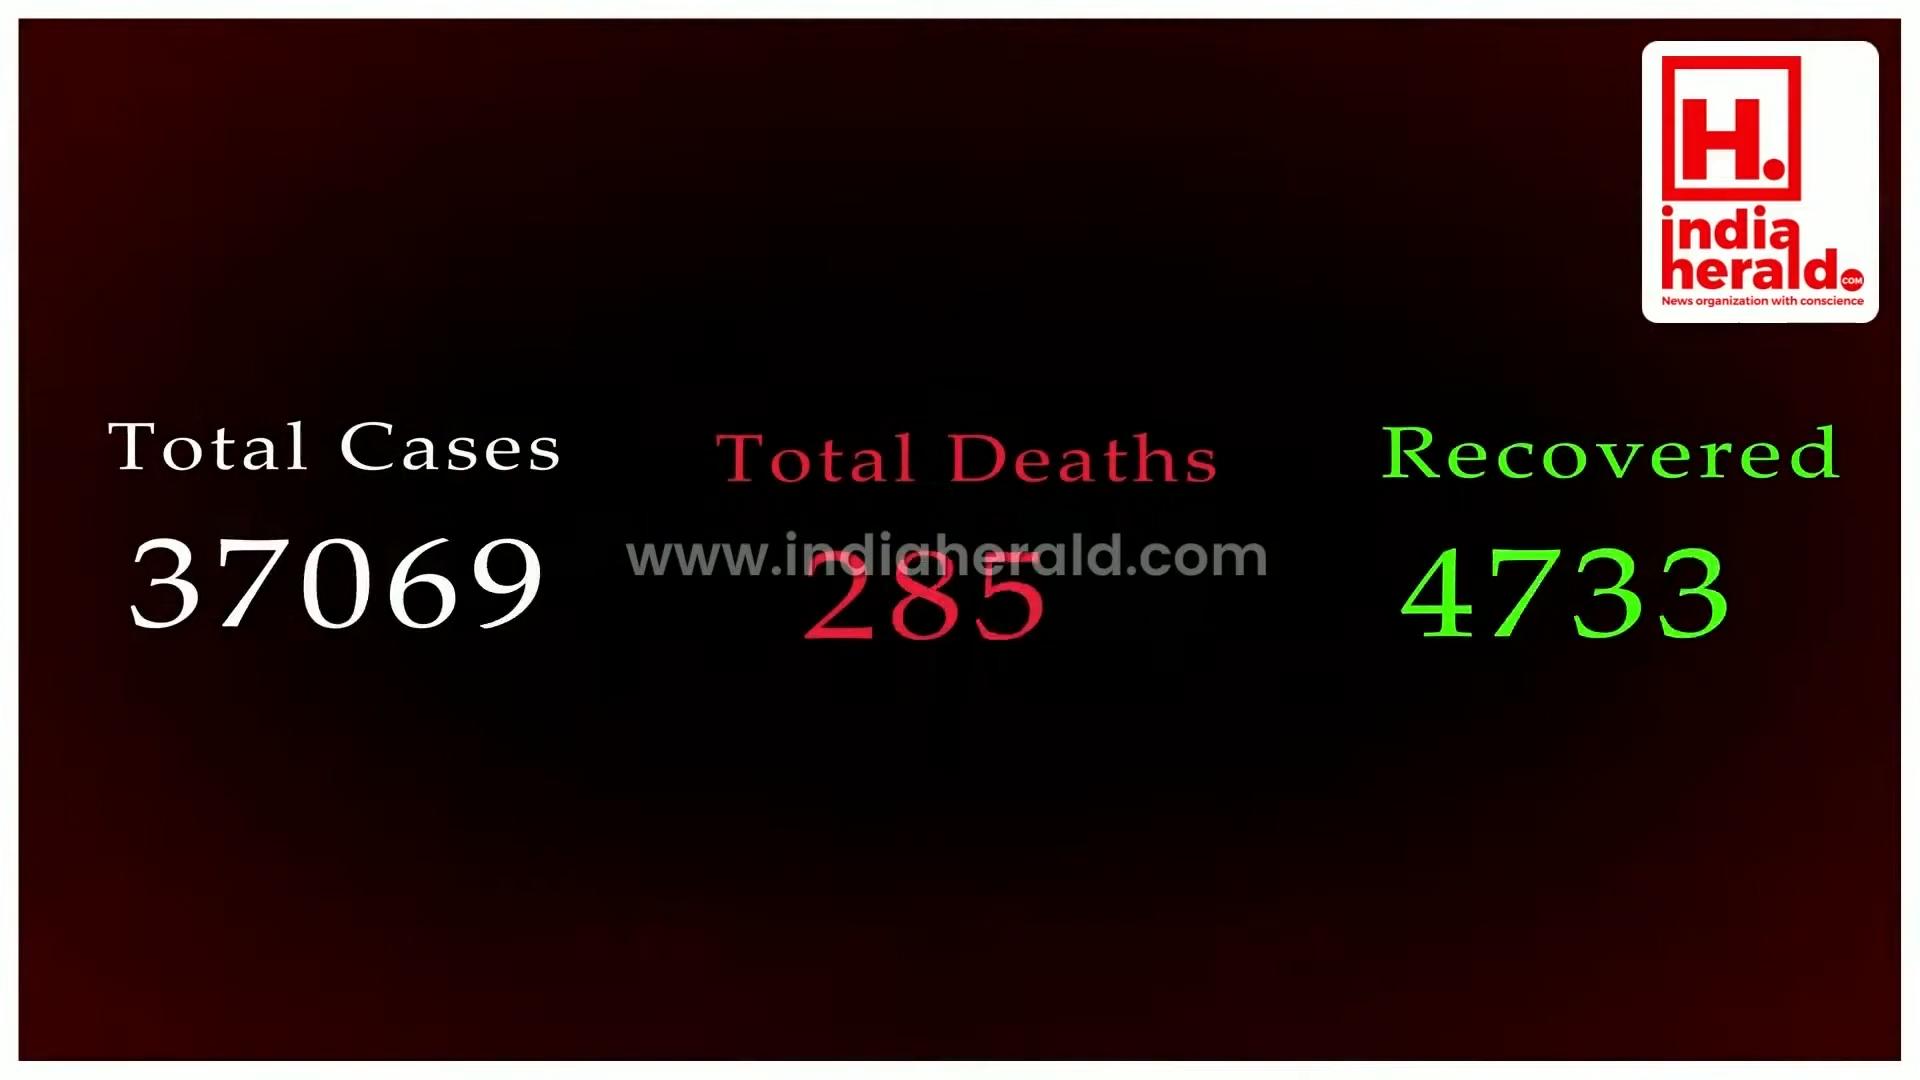 H.
india
herald.COM
News organization with conscience
Total Cases
Total Deaths
Recovered
37069
285
4733
www.indiaherald.com